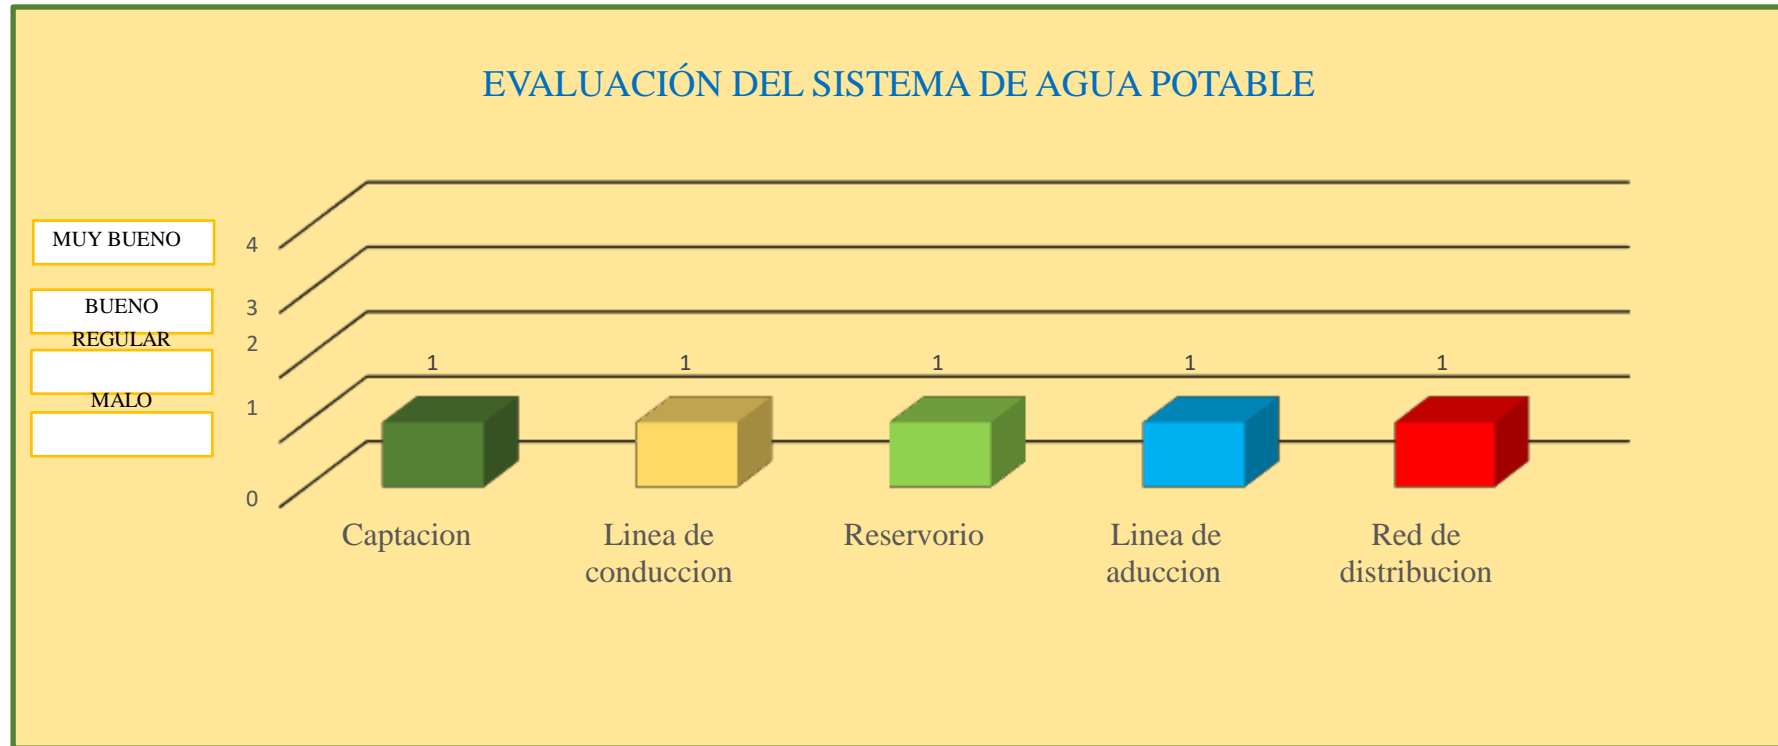 EVALUACIÓN DEL SISTEMA DE AGUA POTABLE
MUY BUENO 4
BUENO 3
REGULAR 2
MALO 1
0
1 1 1 1 1
Captacion
Linea de
conduccion
Reservorio
Linea de
aduccion
Red de
distribucion